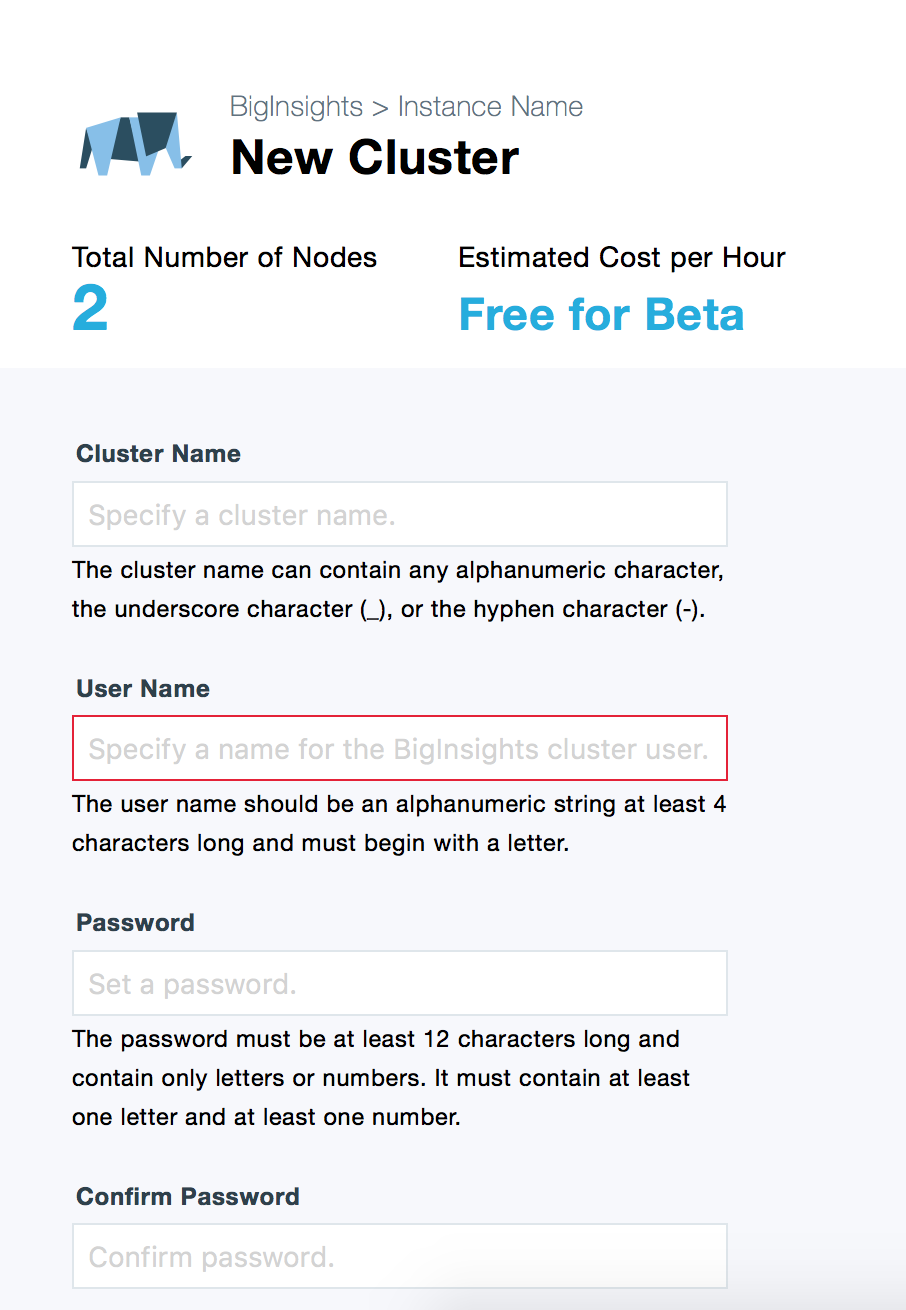 BigInsights > Instance Name
New Cluster
Total Number of Nodes
2
Estimated Cost per Hour
Free for Beta
Cluster Name
Specify a cluster name.
The cluster name can contain any alphanumeric character,
the underscore character (_), or the hyphen character (-).
User Name
Specify a name for the BigInsights cluster user.
The user name should be an alphanumeric string at least 4
characters long and must begin with a letter.
Password
Set a password.
The password must be at least 12 characters long and
contain only letters or numbers. It must contain at least
one letter and at least one number.
Confirm Password
Confirm password.